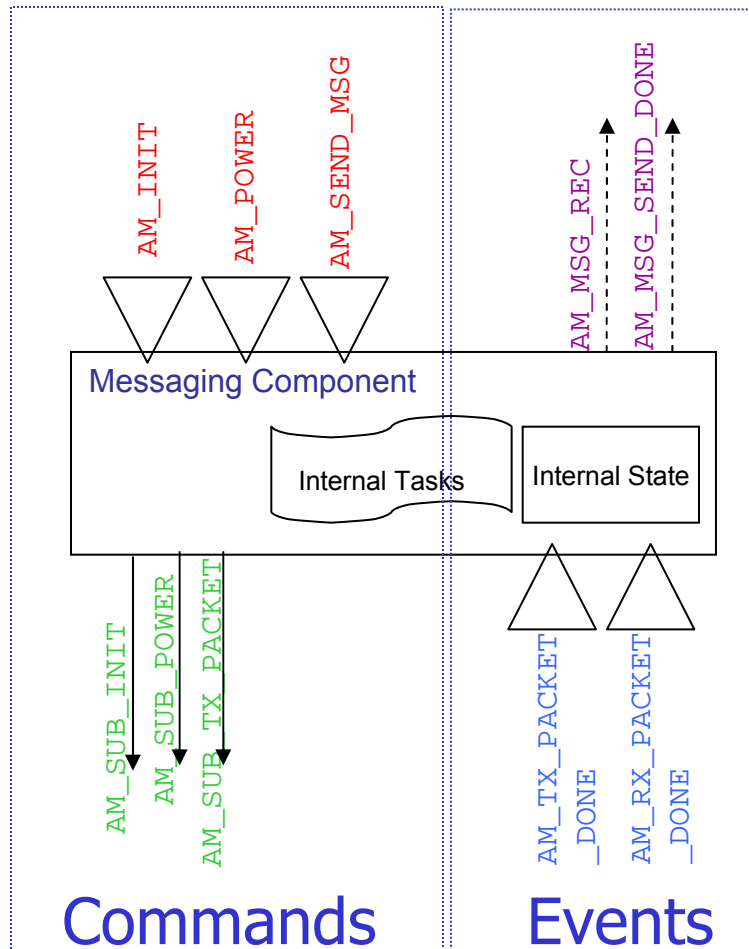 AM_INIT
AM_POWER
AM_SEND_MSG
AM_MSG_REC
AM_MSG_SEND_DONE
Messaging Component
Internal Tasks
Internal State
AM_SUB_INIT
AM_SUB_POWER
AM_SUB_TX_PACKET
AM_TX_PACKET
_DONE
AM_RX_PACKET
_DONE
Commands
Events